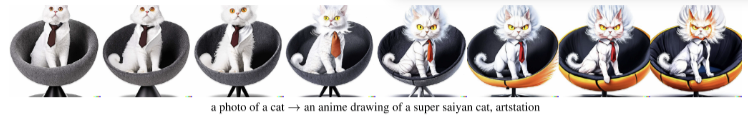 a photo of a cat → an anime drawing of a super saiyan cat, artstation